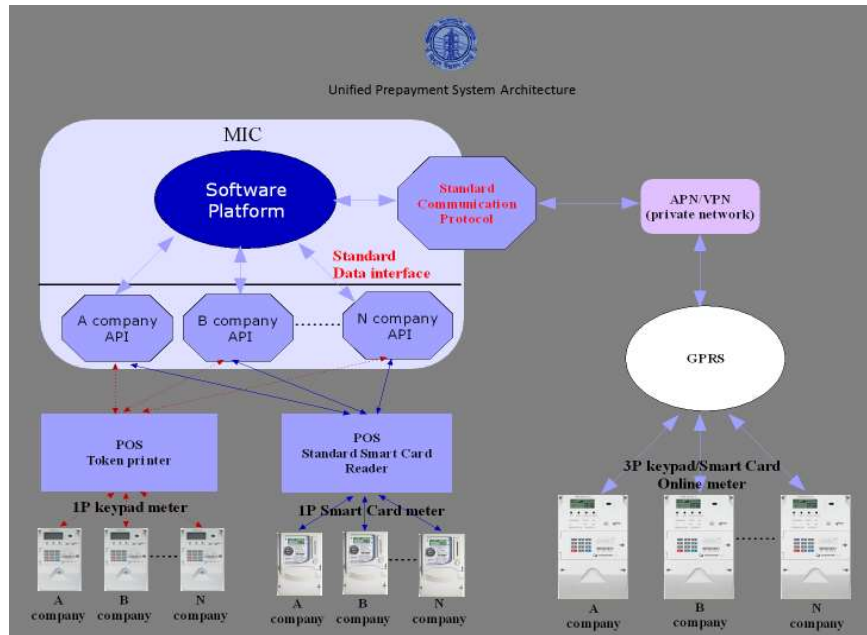 Unified Prepayment System Architecture
MIC
Software
Platform
Standard
Communication
Protocol
APN/VPN
(private network)
Standard
Data interface
A company
API
B company
API
N company
API
GPRS
POS
Token printer
POS
Standard Smart Card
Reader
3P keypad/Smart Card
Online meter
1P keypad meter
1P Smart Card meter
A
company
B
company
N
company
A
company
B
company
N
company
A
company
B
company
N
company